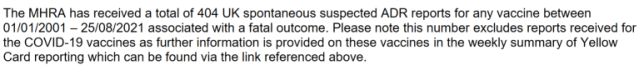 The MHRA has received a total of 404 UK spontaneous suspected ADR reports for any vaccine between
01/01/2001 – 25/08/2021 associated with a fatal outcome. Please note this number excludes reports received for
the COVID-19 vaccines as further information is provided on these vaccines in the weekly summary of Yellow
Card reporting which can be found via the link referenced above.